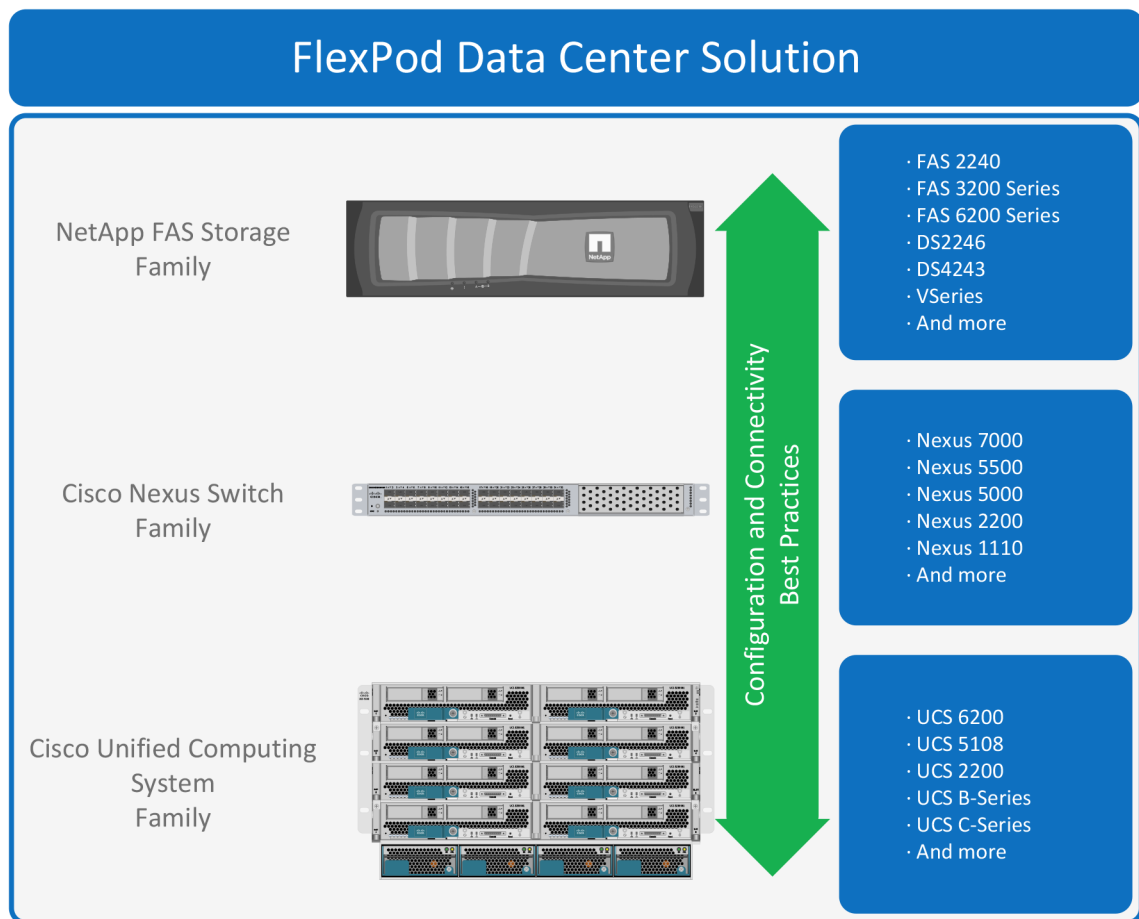 FlexPod Data Center Solution
NetApp FAS Storage
Family
NetApp
· FAS 2240
· FAS 3200 Series
· FAS 6200 Series
· DS2246
· DS4243
· VSeries
· And more
Configuration and Connectivity
Best Practices
Cisco Nexus Switch
Family
· Nexus 7000
· Nexus 5500
· Nexus 5000
· Nexus 2200
· Nexus 1110
· And more
Cisco Unified Computing
System
Family
· UCS 6200
· UCS 5108
· UCS 2200
· UCS B-Series
· UCS C-Series
· And more